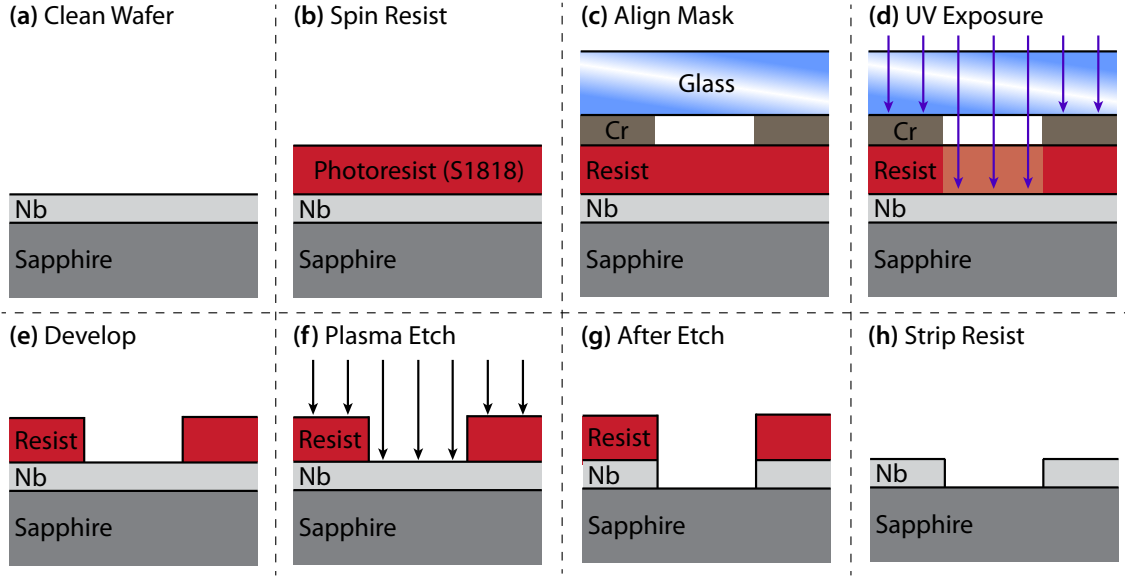 (a) Clean Wafer
Nb
Sapphire
(b) Spin Resist
Photoresist (S1818)
Nb
Sapphire
(c) Align Mask
Glass
Cr
Resist
Nb
Sapphire
(d) UV Exposure
Cr
Resist
Nb
Sapphire
(e) Develop
Resist
Nb
Sapphire
(f) Plasma Etch
Resist
Nb
Sapphire
(g) After Etch
Resist
Nb
Sapphire
(h) Strip Resist
Nb
Sapphire